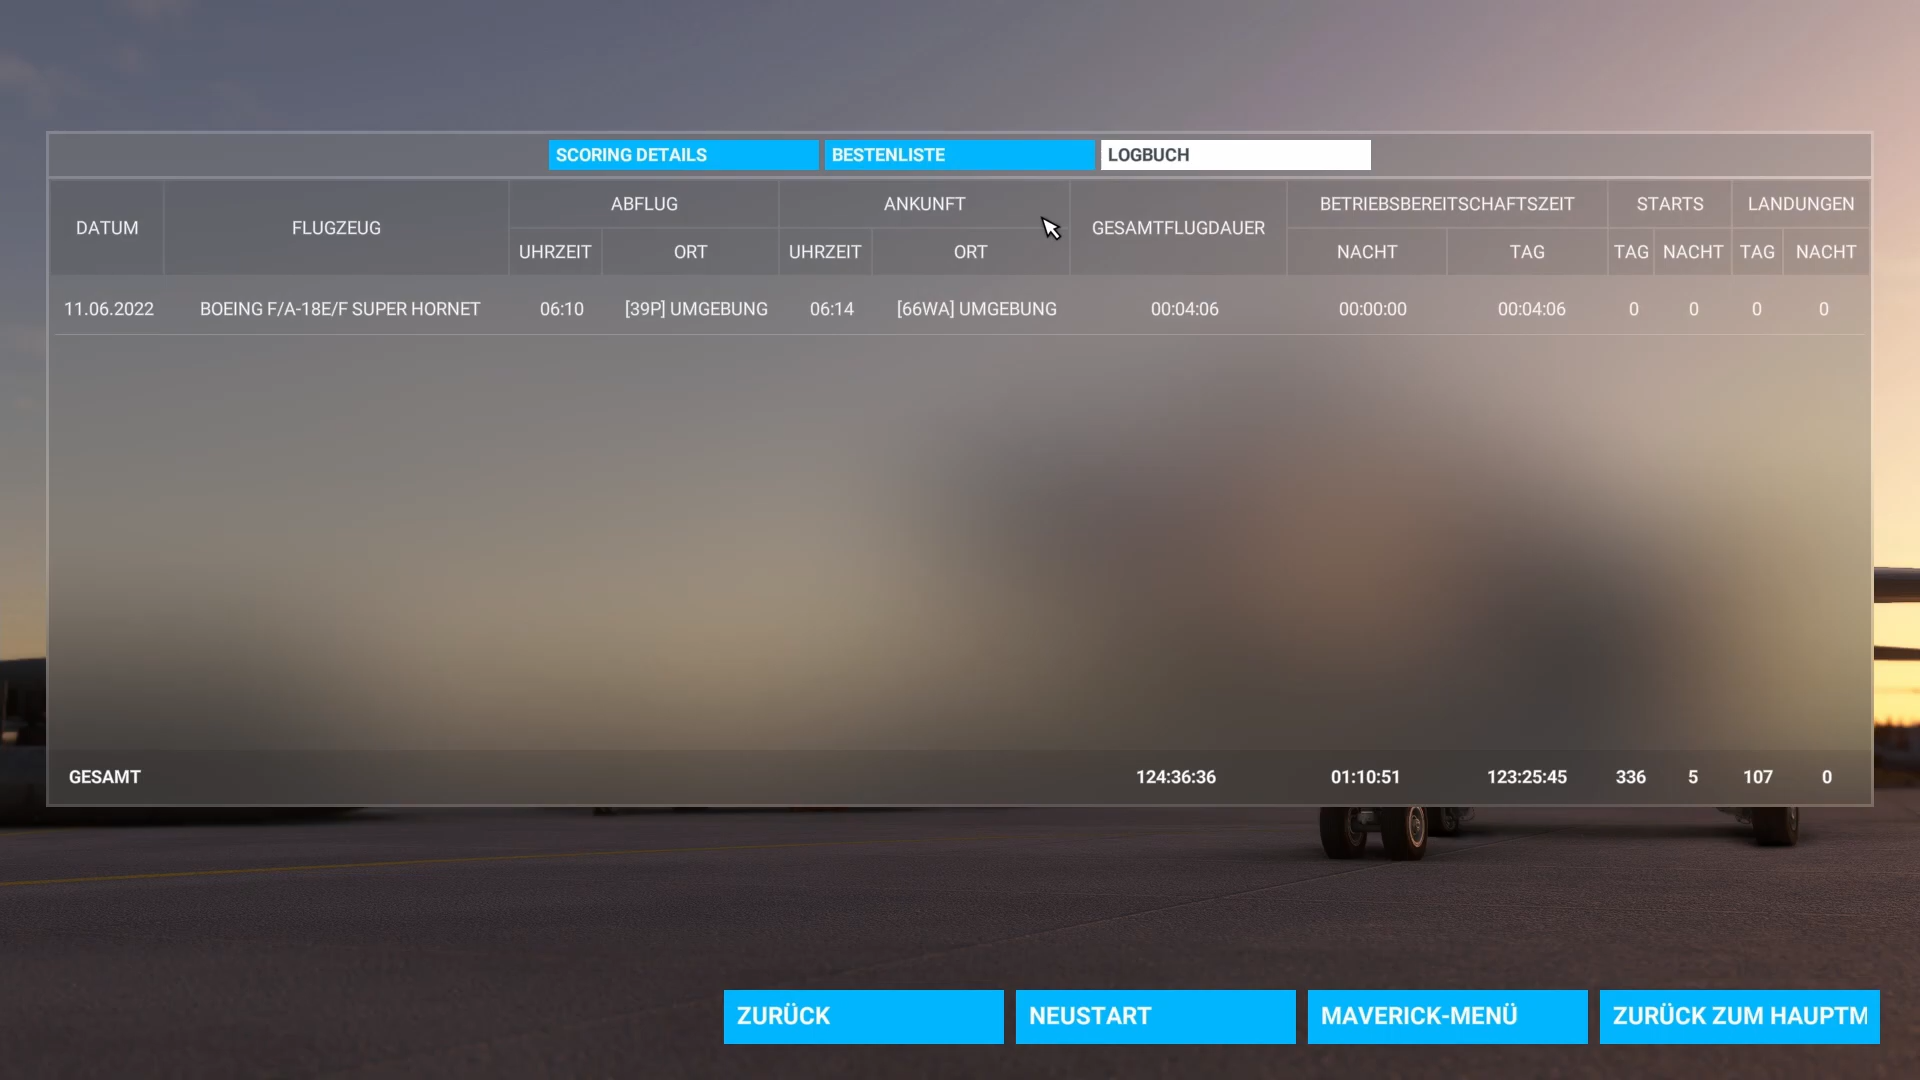 SCORING DETAILS BESTENLISTE LOGBUCH
DATUM FLUGZEUG ABFLUG ANKUNFT GESAMTFLUGDAUER BETRIEBSBEREITSCHAFTSZEIT STARTS LANDUNGEN
UHRZEIT ORT UHRZEIT ORT NACHT TAG TAG NACHT TAG NACHT
11.06.2022 BOEING F/A-18E/F SUPER HORNET 06:10 [39P] UMGEBUNG 06:14 [66WA] UMGEBUNG 00:04:06 00:00:00 00:04:06 0 0 0 0
GESAMT 124:36:36 01:10:51 123:25:45 336 5 107 0
ZURÜCK NEUSTART MAVERICK-MENÜ ZURÜCK ZUM HAUPTM